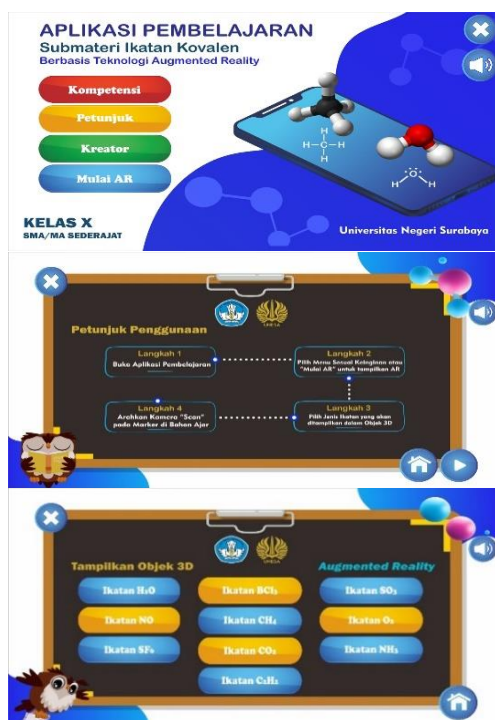 APLIKASI PEMBELAJARAN
Submateri Ikatan Kovalen
Berbasis Teknologi Augmented Reality
Kompetensi
Petunjuk
Kreator
Mulai AR
H
H-C-H
H
O
H H
KELAS X
SMA/MA SEDERAJAT
Universitas Negeri Surabaya
UNESA
Petunjuk Penggunaan
Langkah 1
Buka Aplikasi Pembelajaran
Langkah 2
Pilih Menu Sesuai Keinginan atau
"Mulai AR" untuk tampilkan AR
Langkah 4
Arahkan Kamera "Scan"
pada Marker di Bahan Ajar
Langkah 3
Pilih Jenis Ikatan yang akan
ditampilkan dalam Objek 3D
UNESA
Tampilkan Objek 3D
Augmented Reality
Ikatan H₂O
Ikatan BCl₃
Ikatan SO₃
Ikatan NO
Ikatan CH₄
Ikatan O₂
Ikatan SF₆
Ikatan CO₂
Ikatan NH₃
Ikatan C₂H₂